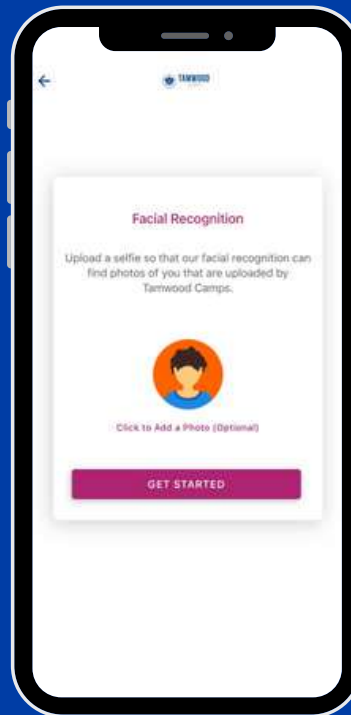 TAMWOOD
Facial Recognition
Upload a selfie so that our facial recognition can
find photos of you that are uploaded by
Tamwood Camps.
Click to Add a Photo (Optional)
GET STARTED